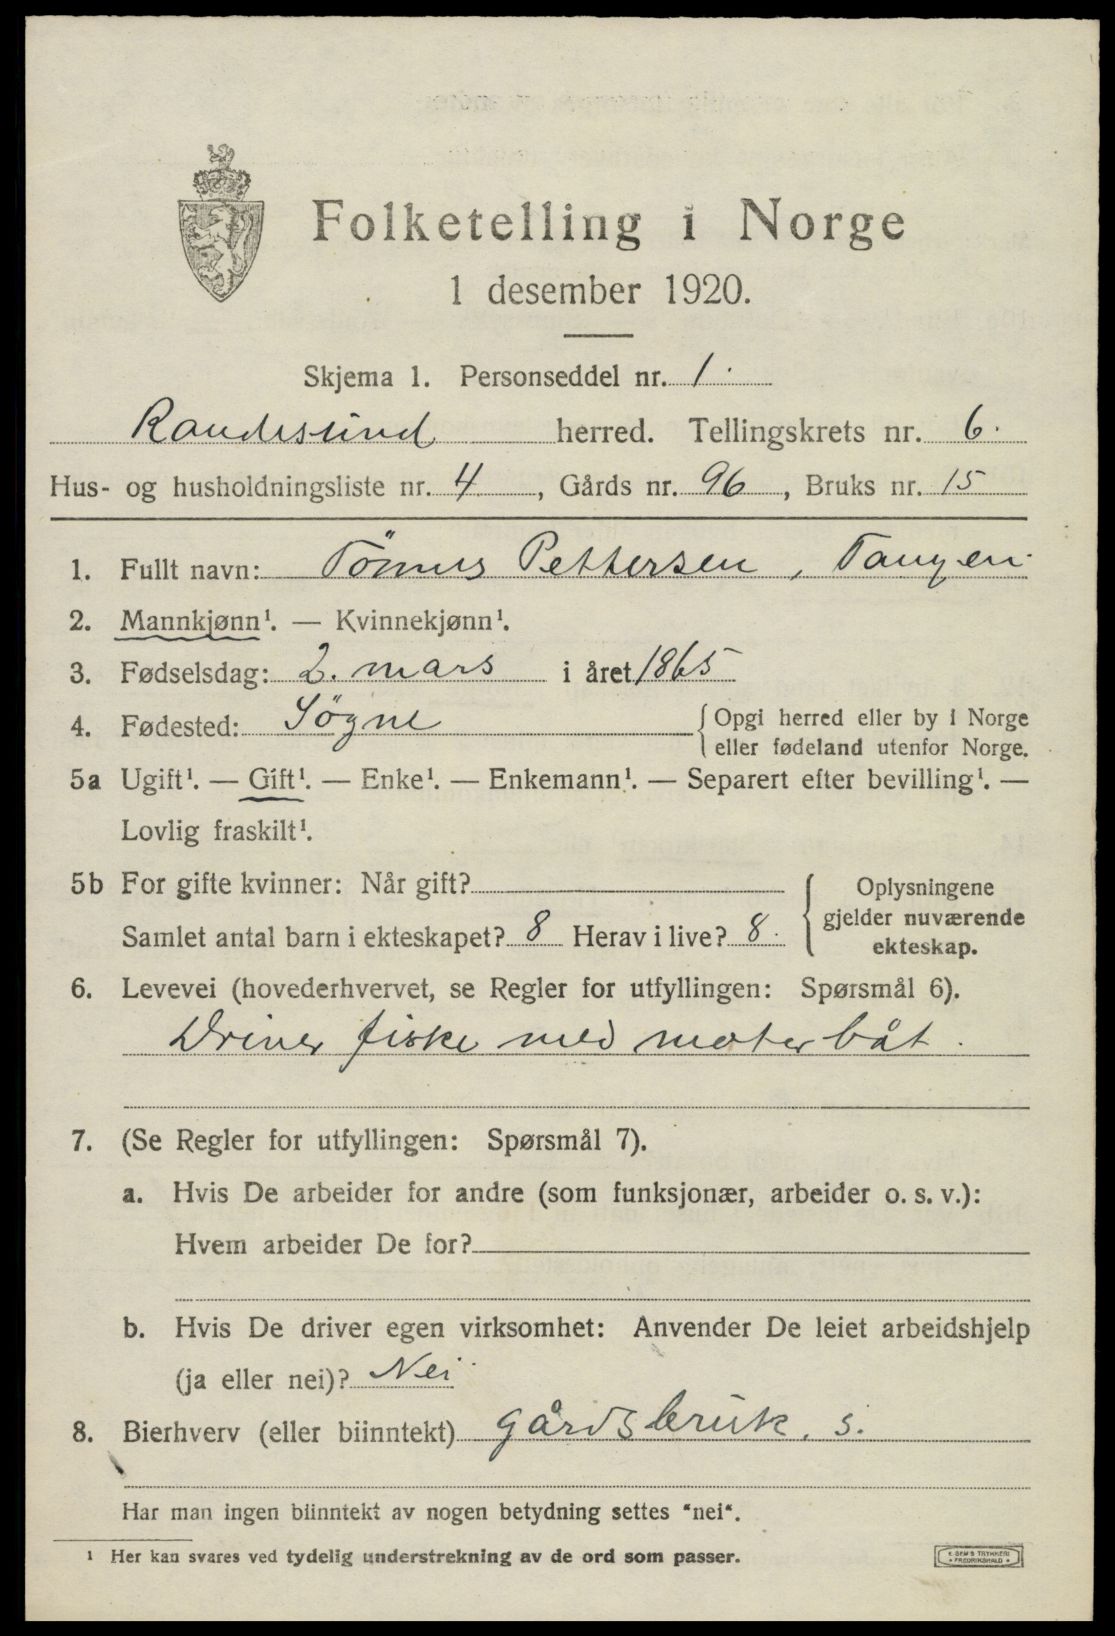 Folketelling i Norge
1 desember 1920.
Skjema 1. Personseddel nr. 1.
Randesund herred. Tellingskrets nr. 6.
Hus- og husholdningsliste nr. 4, Gårds nr. 96, Bruks nr. 15
1. Fullt navn: Tönnes Pettersen, Tangen
2. Mannkjønn¹. — Kvinnekjønn¹.
3. Fødselsdag: 2. mars i året 1865
4. Fødested: Sögne {Opgi herred eller by i Norge
eller fødeland utenfor Norge.
5a Ugift¹. — Gift¹. — Enke¹. — Enkemann¹. — Separert efter bevilling¹. —
Lovlig fraskilt¹.
5b For gifte kvinner: Når gift? { Oplysningene
gjelder nuværende
Samlet antal barn i ekteskapet? 8 Herav i live? 8.
ekteskap.
6. Levevei (hovederhvervet, se Regler for utfyllingen: Spørsmål 6).
Driver fiske med moterbåt.
7. (Se Regler for utfyllingen: Spørsmål 7).
a. Hvis De arbeider for andre (som funksjonær, arbeider o. s. v.):
Hvem arbeider De for?
b. Hvis De driver egen virksomhet: Anvender De leiet arbeidshjelp
(ja eller nei)? Nei
8. Bierhverv (eller biinntekt) gårdsbruk. s.
Har man ingen biinntekt av nogen betydning settes "nei".
¹ Her kan svares ved tydelig understrekning av de ord som passer.
E. SEM'S TRYKKERI
• FREDRIKSHALD •